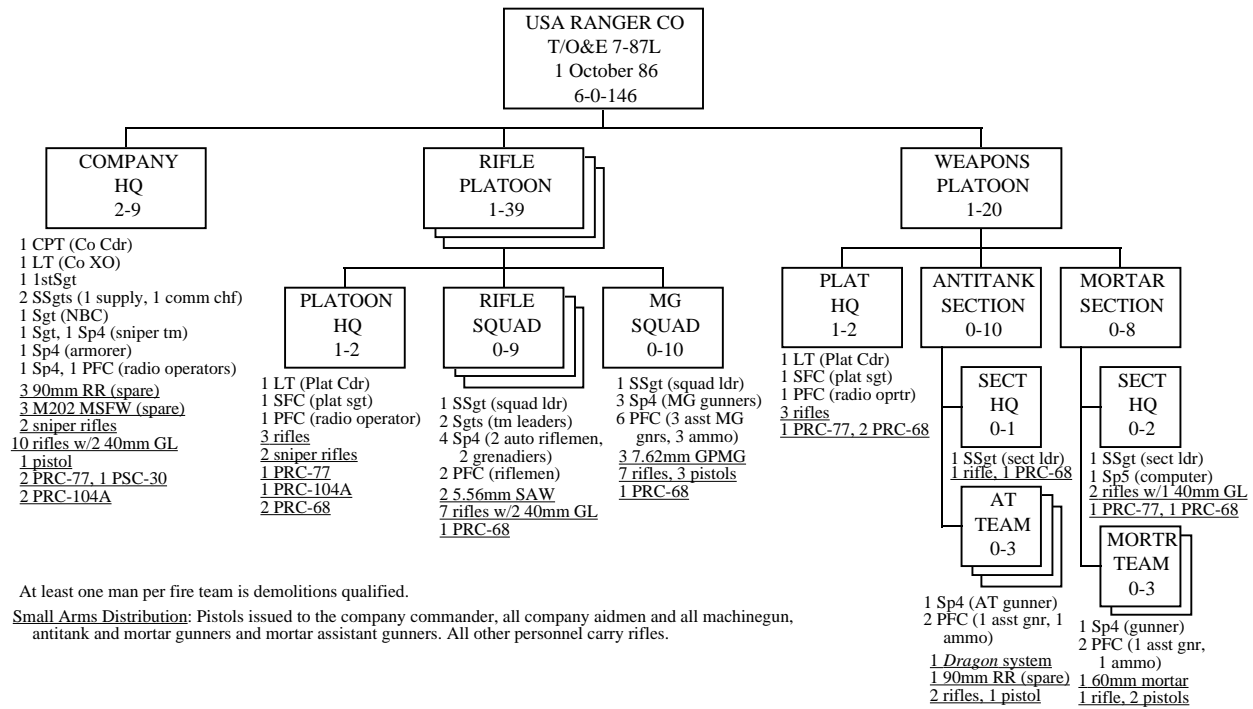 USA RANGER CO
T/O&E 7-87L
1 October 86
6-0-146
COMPANY
HQ
2-9
1 CPT (Co Cdr)
1 LT (Co XO)
1 1stSgt
2 SSgts (1 supply, 1 comm chf)
1 Sgt (NBC)
1 Sgt, 1 Sp4 (sniper tm)
1 Sp4 (armorer)
1 Sp4, 1 PFC (radio operators)
3 90mm RR (spare)
3 M202 MSFW (spare)
2 sniper rifles
10 rifles w/2 40mm GL
1 pistol
2 PRC-77, 1 PSC-30
2 PRC-104A
RIFLE
PLATOON
1-39
PLATOON
HQ
1-2
1 LT (Plat Cdr)
1 SFC (plat sgt)
1 PFC (radio operator)
3 rifles
2 sniper rifles
1 PRC-77
1 PRC-104A
2 PRC-68
RIFLE
SQUAD
0-9
1 SSgt (squad ldr)
2 Sgts (tm leaders)
4 Sp4 (2 auto riflemen,
2 grenadiers)
2 PFC (riflemen)
2 5.56mm SAW
7 rifles w/2 40mm GL
1 PRC-68
MG
SQUAD
0-10
1 SSgt (squad ldr)
3 Sp4 (MG gunners)
6 PFC (3 asst MG
gnrs, 3 ammo)
3 7.62mm GPMG
7 rifles, 3 pistols
1 PRC-68
WEAPONS
PLATOON
1-20
PLAT
HQ
1-2
1 LT (Plat Cdr)
1 SFC (plat sgt)
1 PFC (radio oprtr)
3 rifles
1 PRC-77, 2 PRC-68
ANTITANK
SECTION
0-10
SECT
HQ
0-1
1 SSgt (sect ldr)
1 rifle, 1 PRC-68
AT
TEAM
0-3
1 Sp4 (AT gunner)
2 PFC (1 asst gnr, 1
ammo)
1 Dragon system
1 90mm RR (spare)
2 rifles, 1 pistol
MORTAR
SECTION
0-8
SECT
HQ
0-2
1 SSgt (sect ldr)
1 Sp5 (computer)
2 rifles w/1 40mm GL
1 PRC-77, 1 PRC-68
MORTR
TEAM
0-3
1 Sp4 (gunner)
2 PFC (1 asst gnr,
1 ammo)
1 60mm mortar
1 rifle, 2 pistols
At least one man per fire team is demolitions qualified.
Small Arms Distribution: Pistols issued to the company commander, all company aidmen and all machinegun,
antitank and mortar gunners and mortar assistant gunners. All other personnel carry rifles.